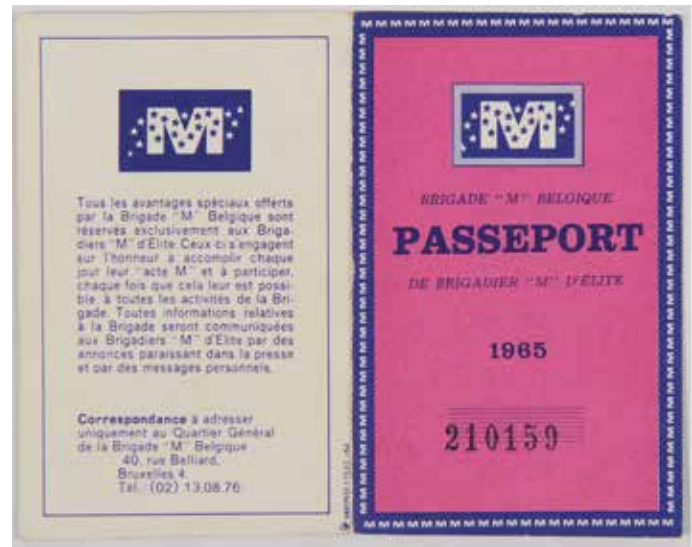 M
Tous les avantages spéciaux offerts
par la Brigade "M" Belgique sont
réservés exclusivement aux Briga-
diers "M" d'Elite Ceux ci s'engagent
sur l'honneur à accomplir chaque
jour leur "acte M" et à participer,
chaque fois que cela leur est possi-
ble, à toutes les activités de la Bri-
gade. Toutes informations relatives
à la Brigade seront communiquées
aux Brigadiers "M" d'Elite par des
annonces paraissant dans la presse
et par des messages personnels.
Correspondance à adresser
uniquement au Quartier Général
de la Brigade "M" Belgique
40, rue Belliard,
Bruxelles 4.
Tél. (02) 13.08.76
M
BRIGADE "M" BELGIQUE
PASSEPORT
DE BRIGADIER "M" D'ÉLITE
1965
210159